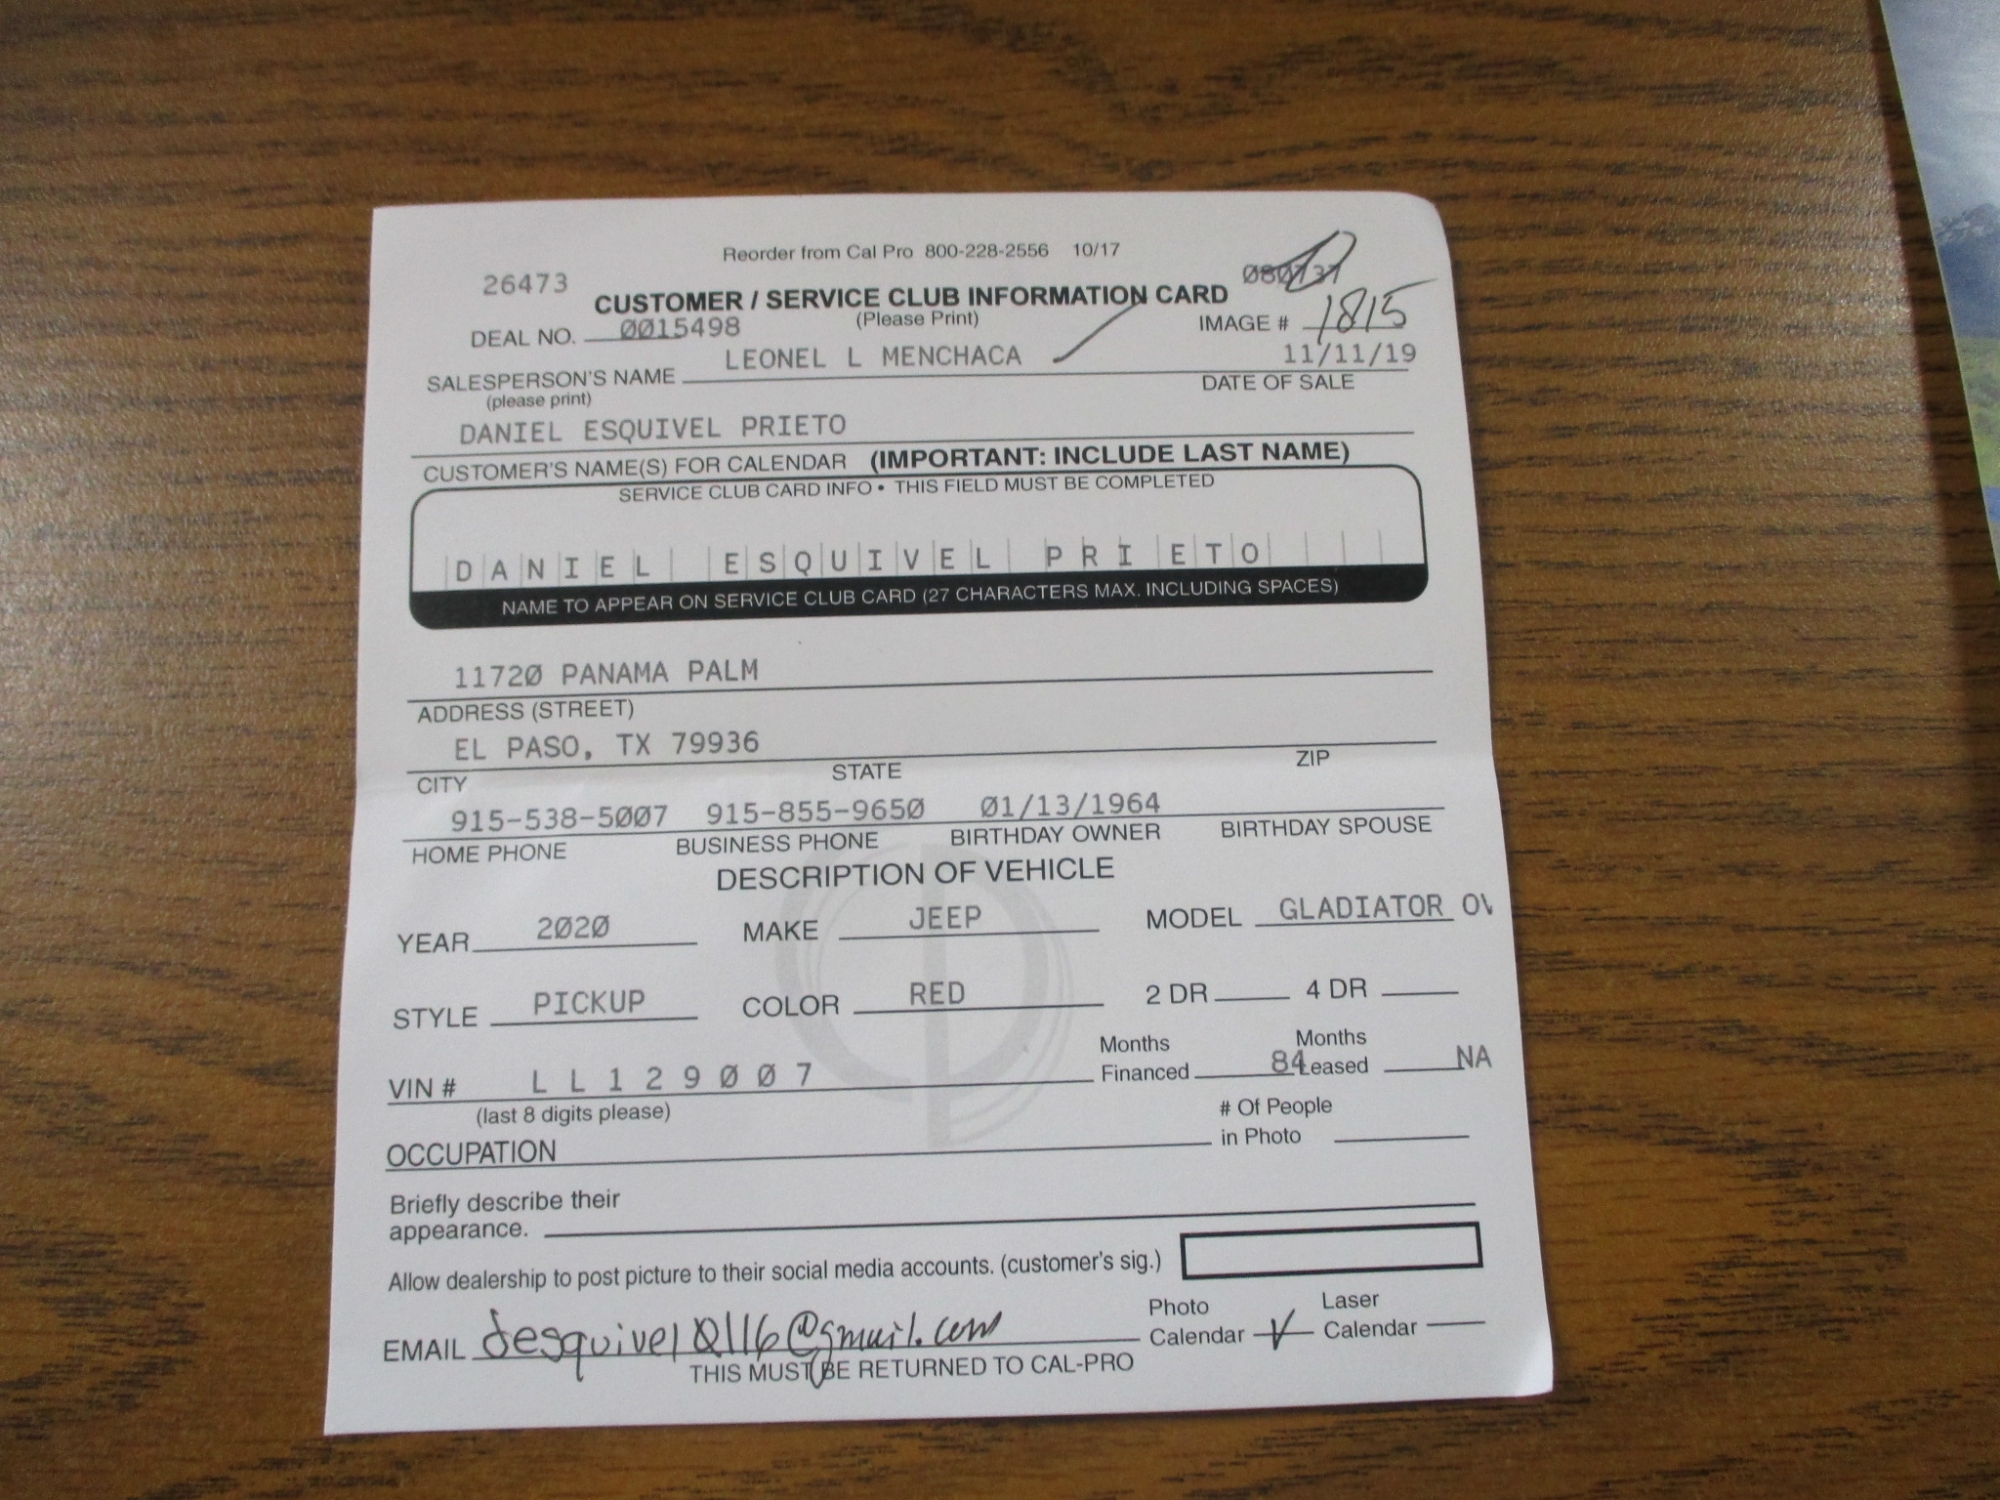 Reorder from Cal Pro 800-228-2556 10/17
26473
CUSTOMER / SERVICE CLUB INFORMATION CARD
(Please Print)
DEAL NO. 0015498 IMAGE # 1815
LEONEL L MENCHACA 11/11/19
SALESPERSON'S NAME DATE OF SALE
(please print)
DANIEL ESQUIVEL PRIETO
CUSTOMER'S NAME(S) FOR CALENDAR (IMPORTANT: INCLUDE LAST NAME)
SERVICE CLUB CARD INFO • THIS FIELD MUST BE COMPLETED
DANIEL ESQUIVEL PRIETO
NAME TO APPEAR ON SERVICE CLUB CARD (27 CHARACTERS MAX. INCLUDING SPACES)
11720 PANAMA PALM
ADDRESS (STREET)
EL PASO, TX 79936
CITY STATE ZIP
915-538-5007 915-855-9650 01/13/1964
HOME PHONE BUSINESS PHONE BIRTHDAY OWNER BIRTHDAY SPOUSE
DESCRIPTION OF VEHICLE
YEAR 2020 MAKE JEEP MODEL GLADIATOR
STYLE PICKUP COLOR RED 2 DR 4 DR
VIN # LL129007 Months Financed 84 Months Leased NA
(last 8 digits please)
OCCUPATION # Of People in Photo
Briefly describe their
appearance.
Allow dealership to post picture to their social media accounts. (customer's sig.)
EMAIL Photo Calendar Laser Calendar
THIS MUST BE RETURNED TO CAL-PRO